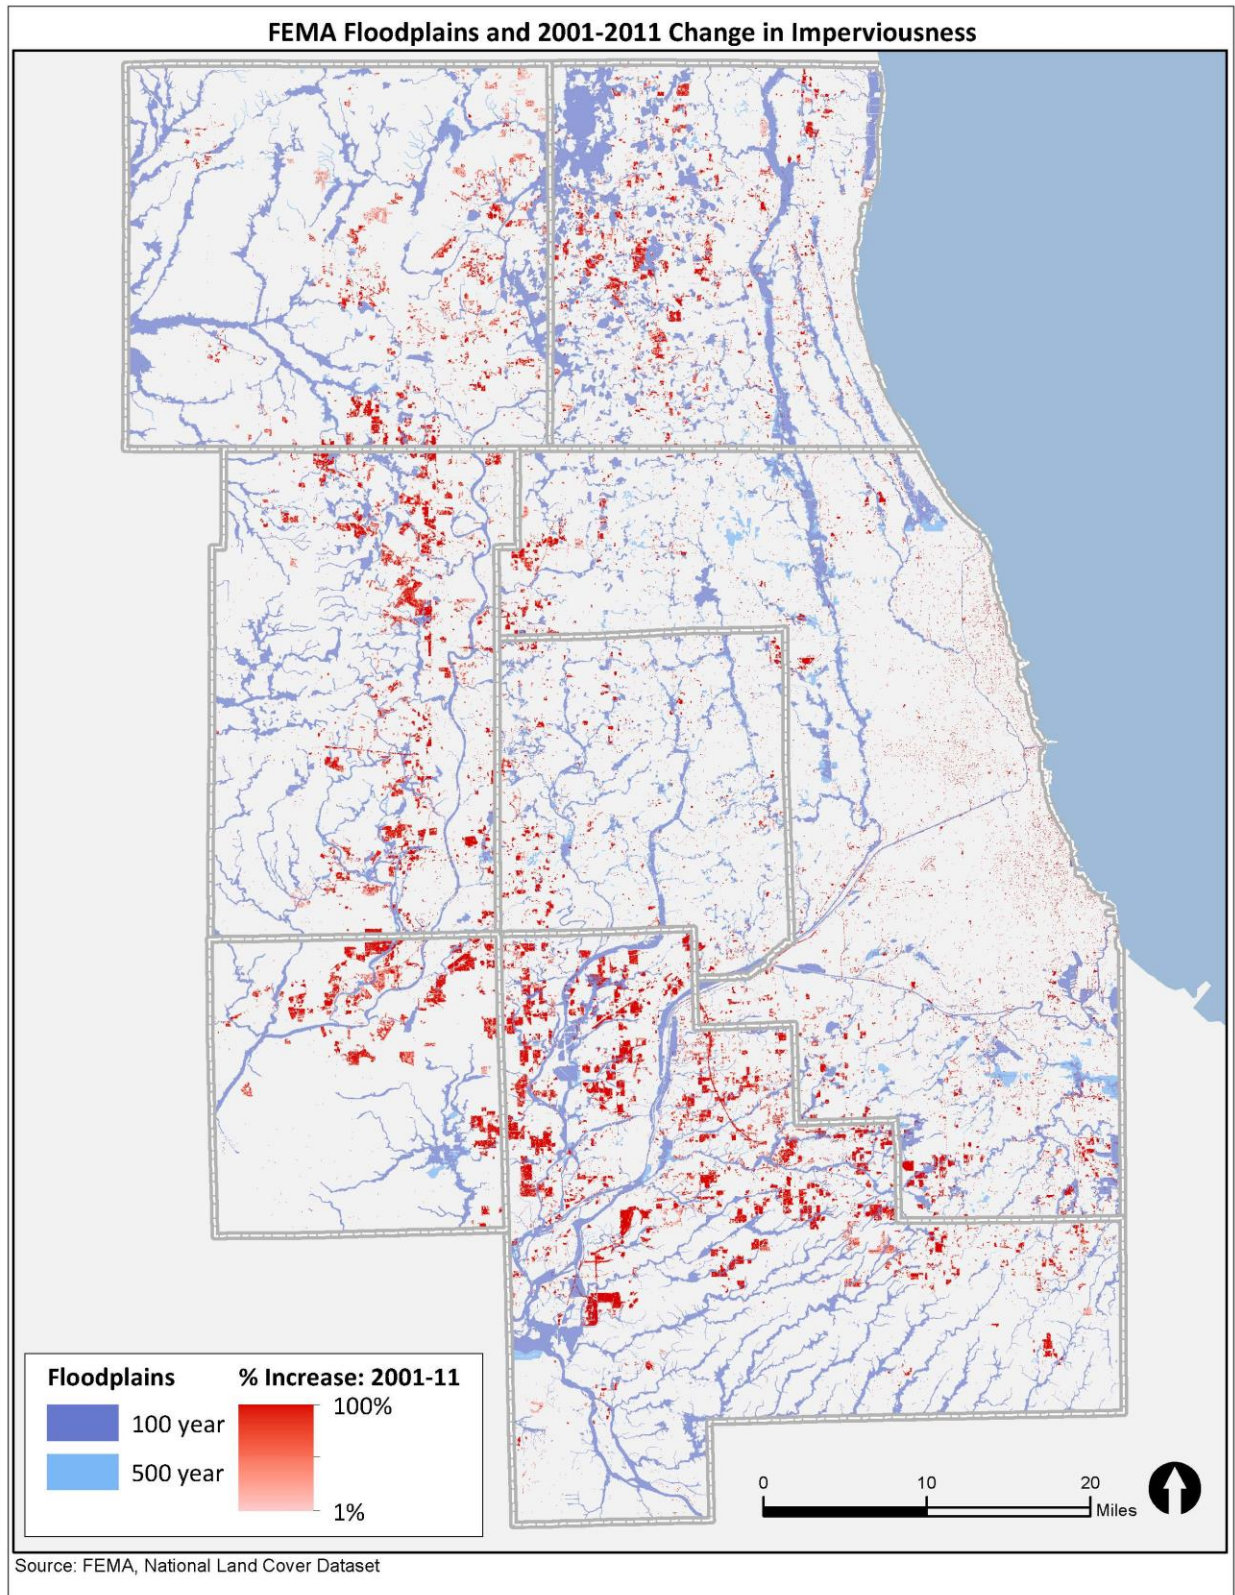 FEMA Floodplains and 2001-2011 Change in Imperviousness
Floodplains
100 year
500 year
% Increase: 2001-11
100%
1%
0 10 20
Miles
Source: FEMA, National Land Cover Dataset